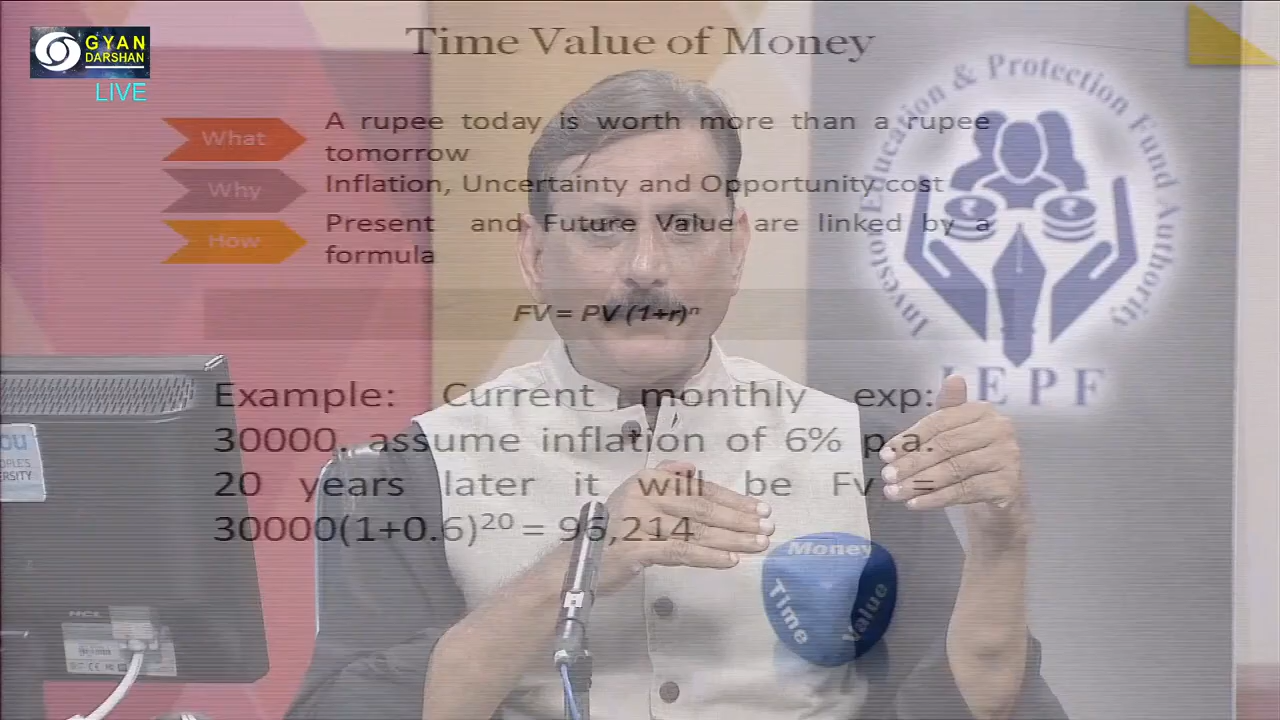 GYAN
DARSHAN
LIVE
Time Value of Money
What
A rupee today is worth more than a rupee
tomorrow
Why
Inflation, Uncertainty and Opportunity cost
How
Present and Future Value are linked by a
formula
FV = PV (1+r)ⁿ
Example: Current monthly exp:
30000, assume inflation of 6% p.a.
20 years later it will be Fv =
30000(1+0.6)²⁰ = 96,214
Money
Time
Value
Investor Education & Protection Fund Authority
I E P F
HCL